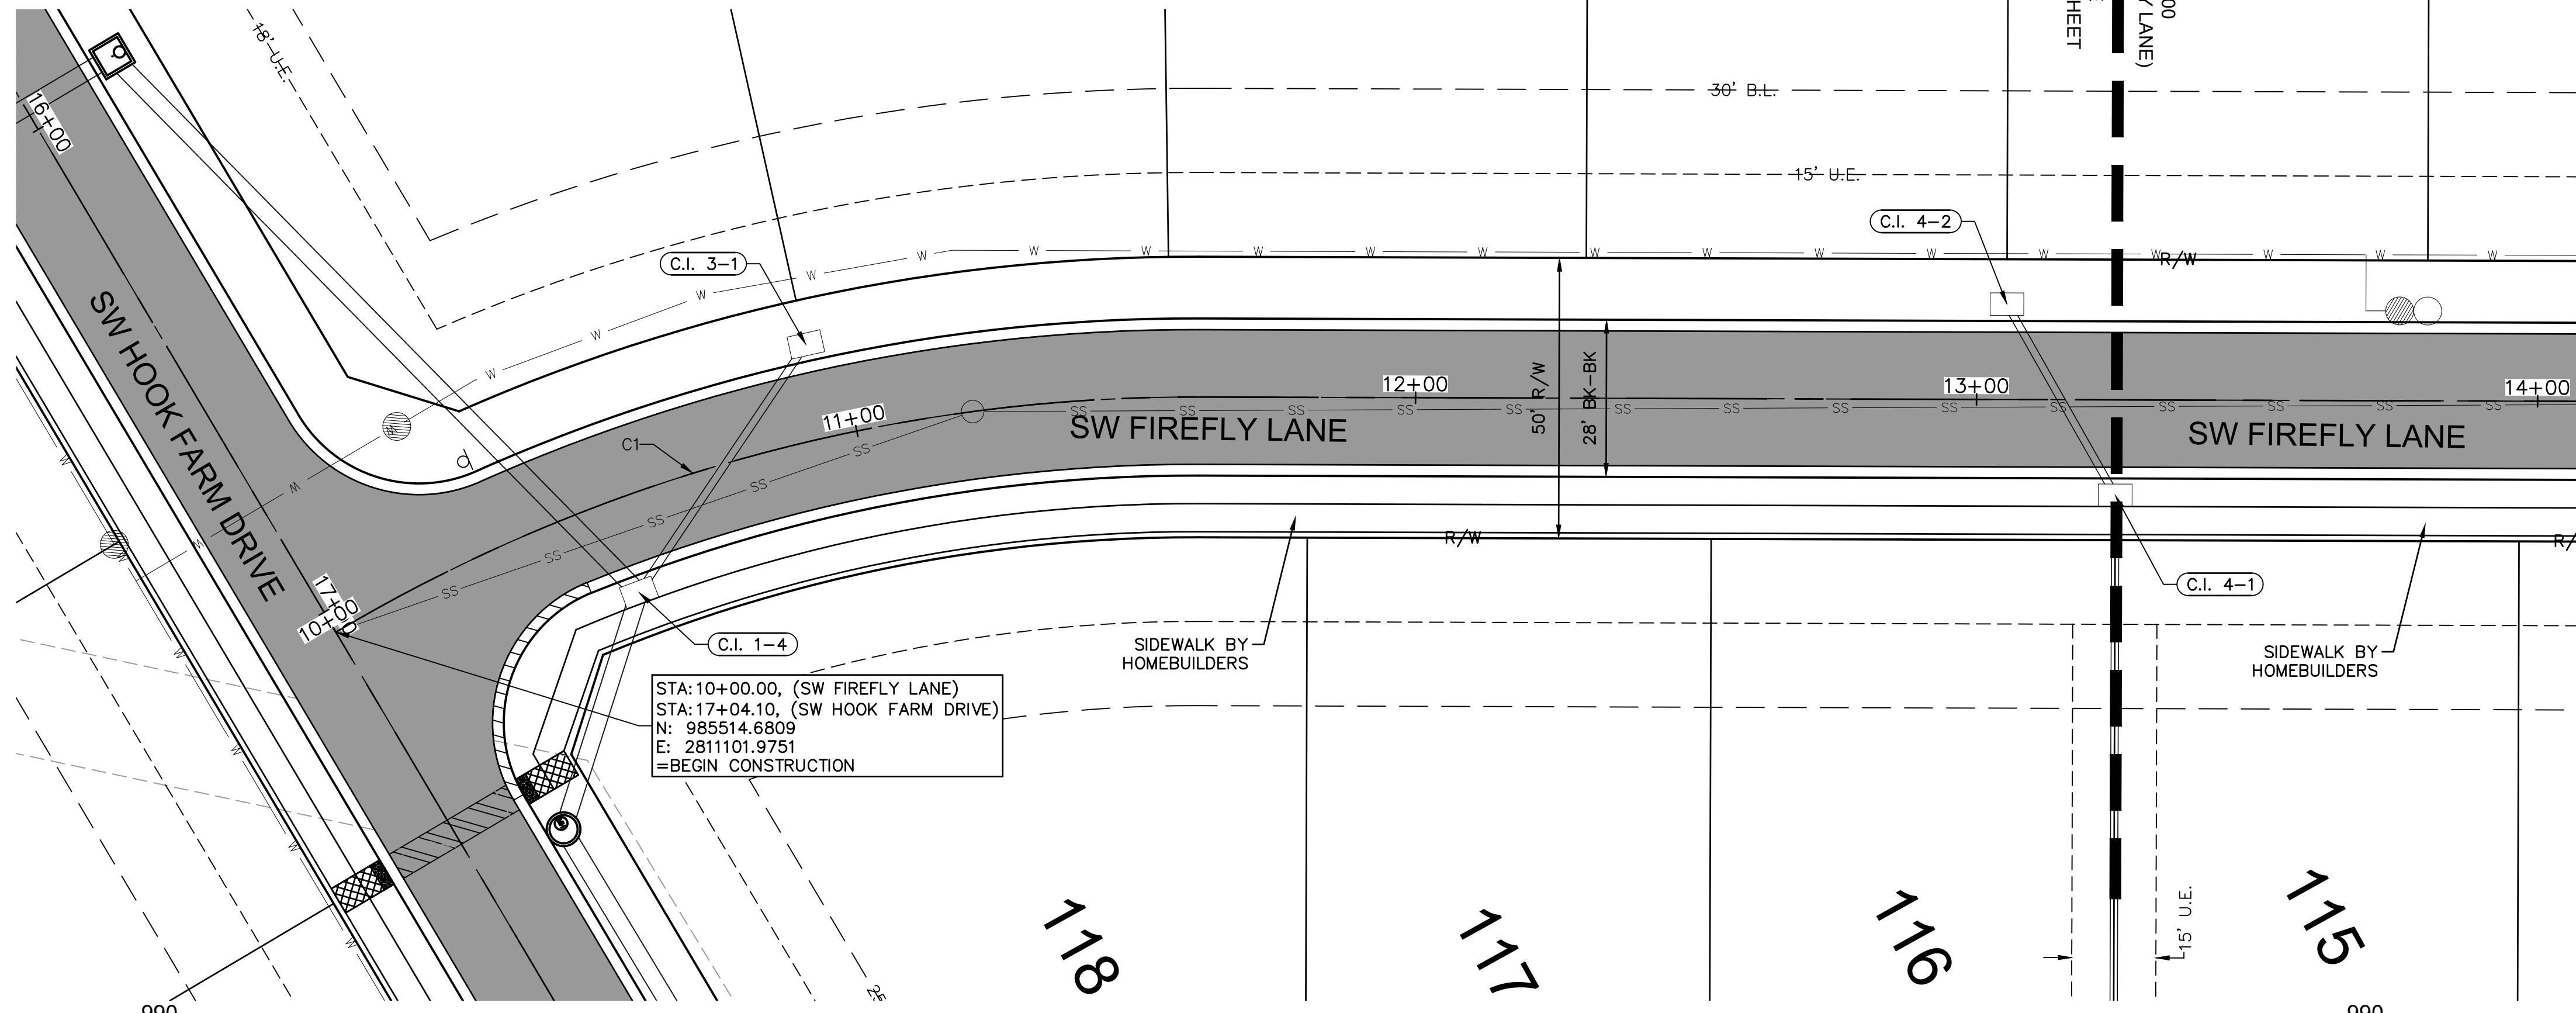 18' U.E.
16+00
SW HOOK FARM DRIVE
17+00
10+00
HEET
Y LANE)
00
30' B.L.
15' U.E.
C.I. 3-1
C.I. 4-2
R/W
C1
11+00
12+00
13+00
14+00
SW FIREFLY LANE
SW FIREFLY LANE
50' R/W
28' BK-BK
R/W
R/
C.I. 1-4
C.I. 4-1
SIDEWALK BY
HOMEBUILDERS
SIDEWALK BY
HOMEBUILDERS
STA:10+00.00, (SW FIREFLY LANE)
STA:17+04.10, (SW HOOK FARM DRIVE)
N: 985514.6809
E: 2811101.9751
=BEGIN CONSTRUCTION
118
117
116
115
15' U.E.
990
990